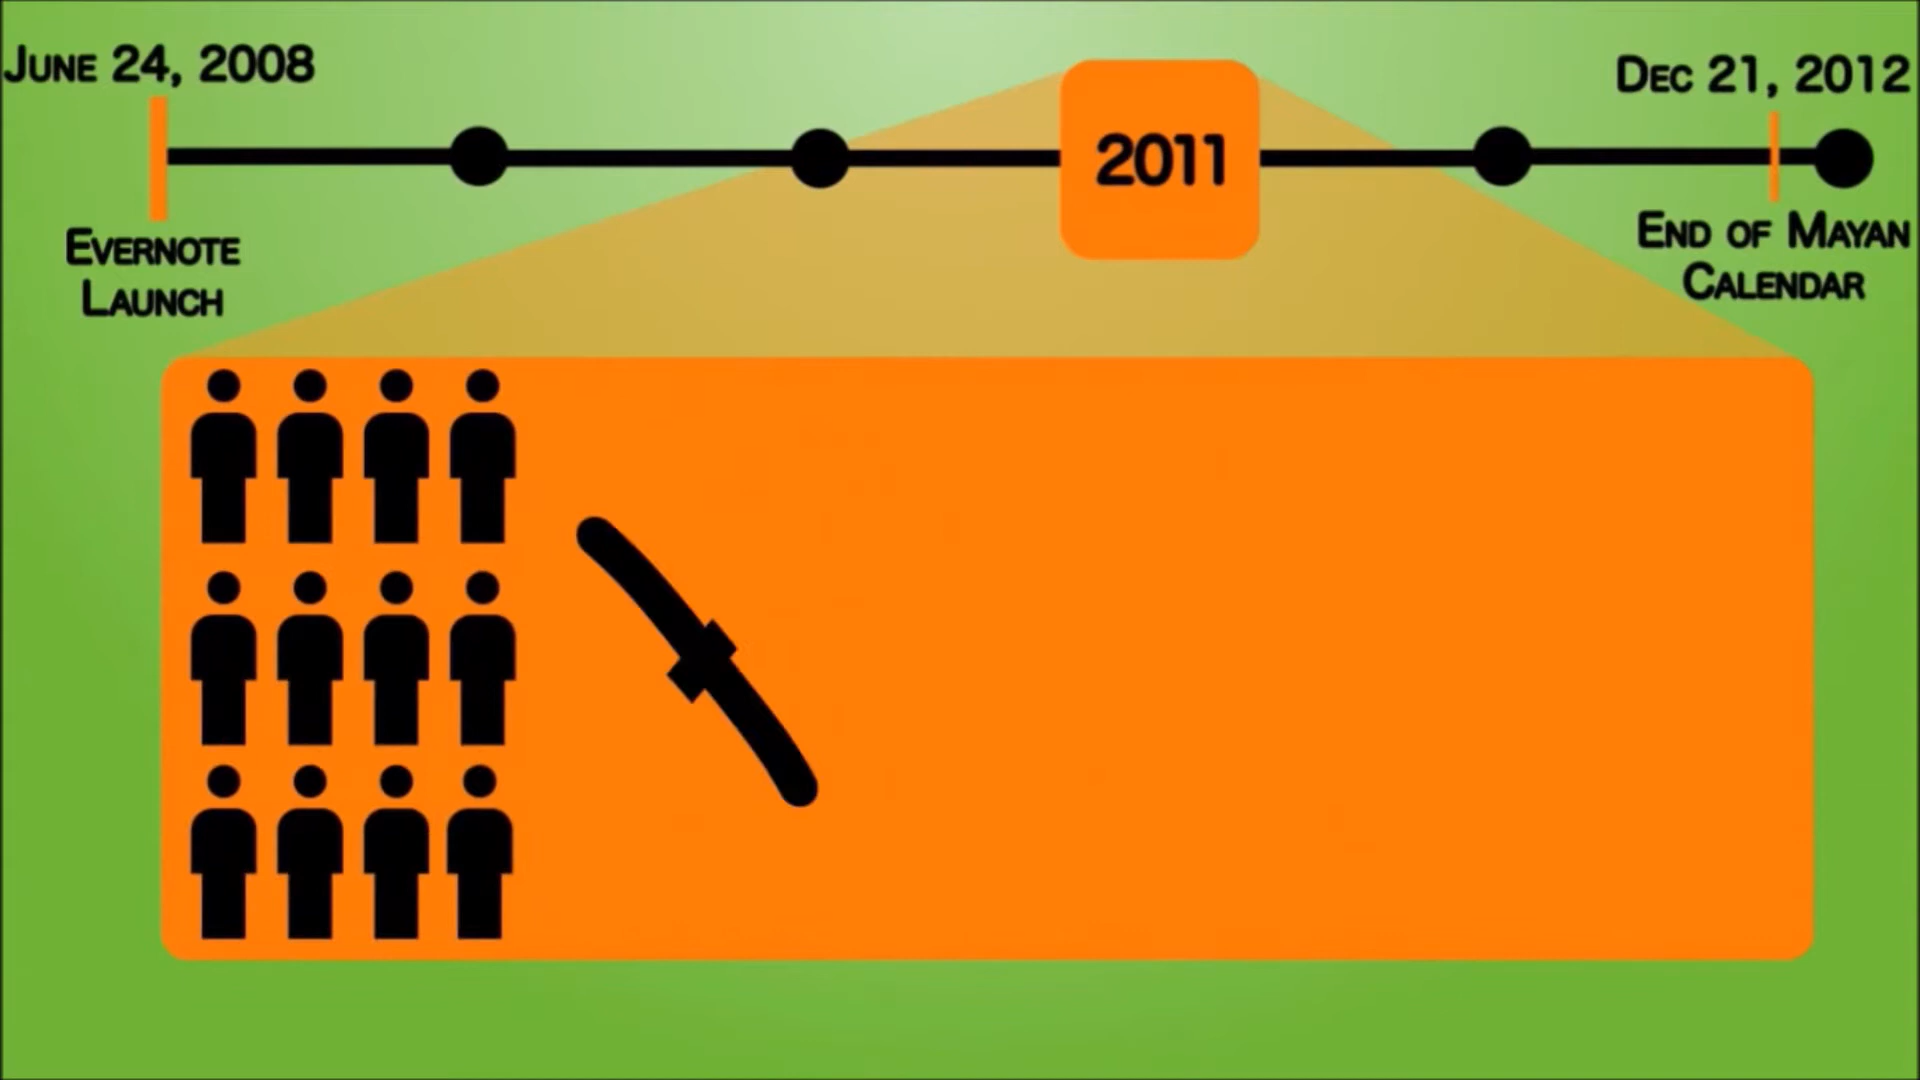 June 24, 2008
Evernote
Launch
2011
Dec 21, 2012
End of Mayan
Calendar